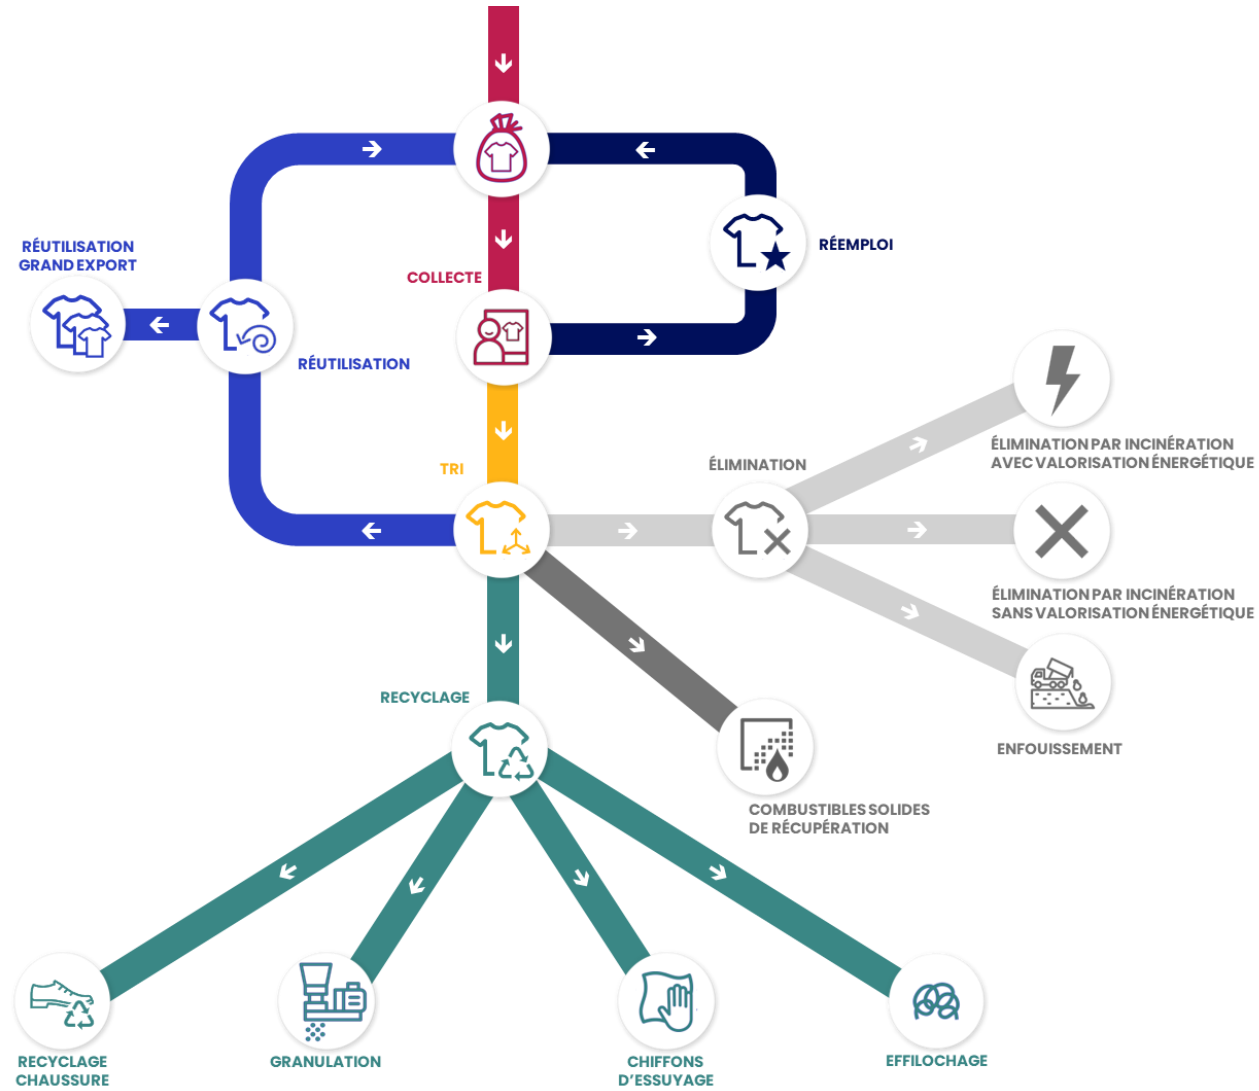 RÉUTILISATION
GRAND EXPORT
RÉEMPLOI
COLLECTE
RÉUTILISATION
TRI
ÉLIMINATION
ÉLIMINATION PAR INCINÉRATION
AVEC VALORISATION ÉNERGÉTIQUE
ÉLIMINATION PAR INCINÉRATION
SANS VALORISATION ÉNERGÉTIQUE
RECYCLAGE
ENFOUISSEMENT
COMBUSTIBLES SOLIDES
DE RÉCUPÉRATION
RECYCLAGE
CHAUSSURE
GRANULATION
CHIFFONS
D'ESSUYAGE
EFFILOCHAGE